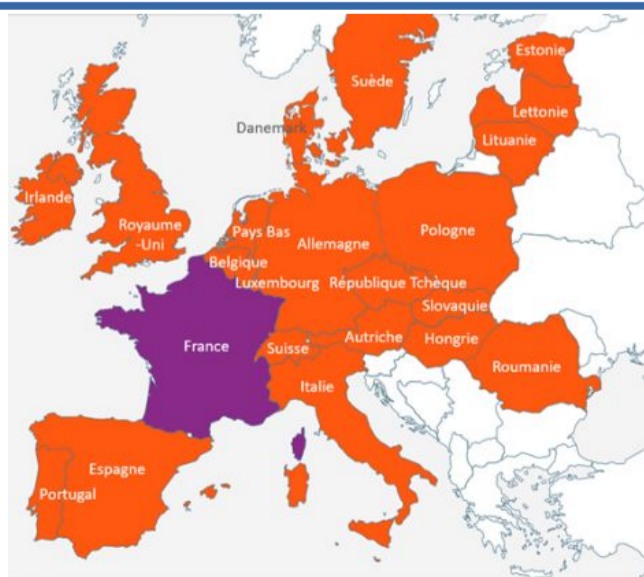 Estonie
Suède
Lettonie
Danemark
Lituanie
Irlande
Royaume
-Uni
Pays Bas
Allemagne
Pologne
Belgique
Luxembourg
République Tchèque
Slovaquie
France
Suisse
Autriche
Hongrie
Roumanie
Italie
Espagne
Portugal